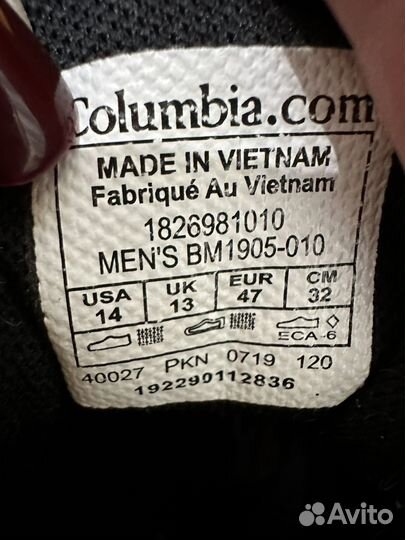 Columbia.com
MADE IN VIETNAM
Fabriqué Au Vietnam
1826981010
MEN'S BM1905-010
USA UK EUR CM
14 13 47 32
ECA -6
40027 PKN 0719 120
192290112836
Avito